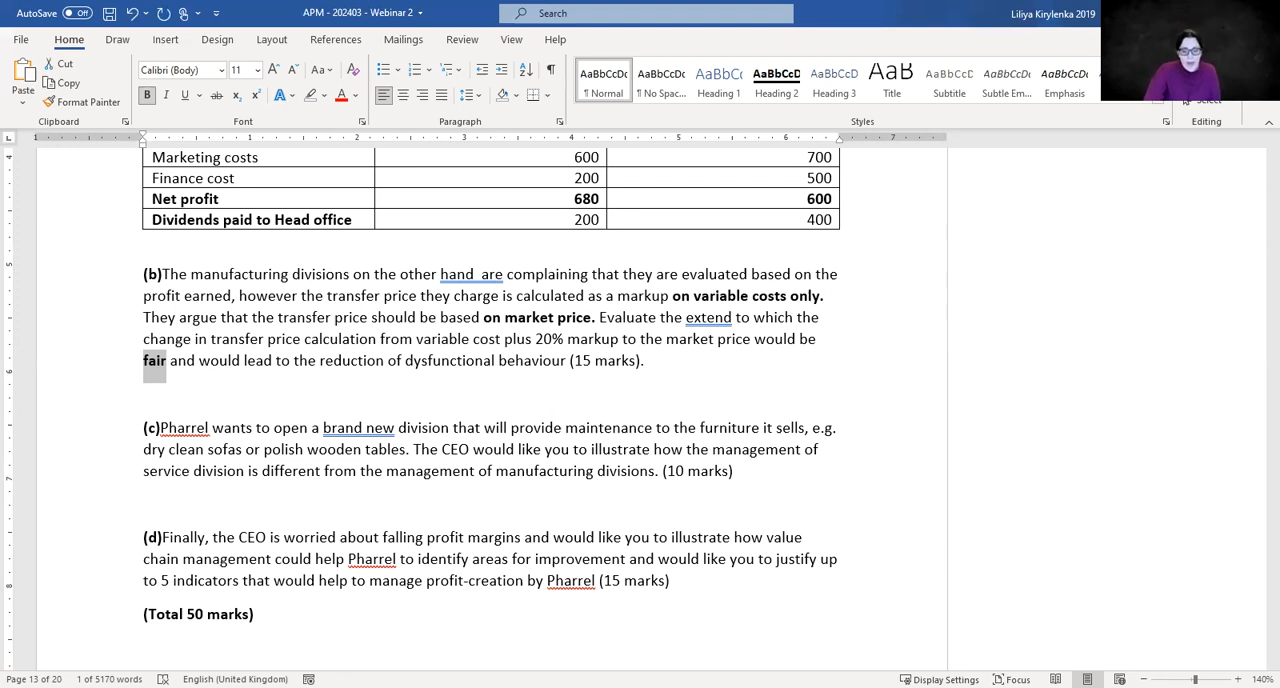 AutoSave Off APM - 202403 - Webinar 2 Search Liliya Kirylenka 2019
File Home Draw Insert Design Layout References Mailings Review View Help
Paste Cut Copy Format Painter Clipboard
Calibri (Body) 11 Aa Font
B I U ab x₂ x² A A Paragraph
AaBbCcDc ¶ Normal AaBbCcDc ¶ No Spac... AaBbCc Heading 1 AaBbCcD Heading 2 AaBbCcD Heading 3 AaB Title AaBbCcD Subtitle AaBbCcDc Subtle Em... AaBbCcDc Emphasis Styles
Select Editing
Marketing costs 600 700
Finance cost 200 500
Net profit 680 600
Dividends paid to Head office 200 400
(b)The manufacturing divisions on the other hand  are complaining that they are evaluated based on the
profit earned, however the transfer price they charge is calculated as a markup on variable costs only.
They argue that the transfer price should be based on market price. Evaluate the extend to which the
change in transfer price calculation from variable cost plus 20% markup to the market price would be
fair and would lead to the reduction of dysfunctional behaviour (15 marks).
(c)Pharrel wants to open a brand new division that will provide maintenance to the furniture it sells, e.g.
dry clean sofas or polish wooden tables. The CEO would like you to illustrate how the management of
service division is different from the management of manufacturing divisions. (10 marks)
(d)Finally, the CEO is worried about falling profit margins and would like you to illustrate how value
chain management could help Pharrel to identify areas for improvement and would like you to justify up
to 5 indicators that would help to manage profit-creation by Pharrel (15 marks)
(Total 50 marks)
Page 13 of 20 1 of 5170 words English (United Kingdom) Display Settings Focus 140%